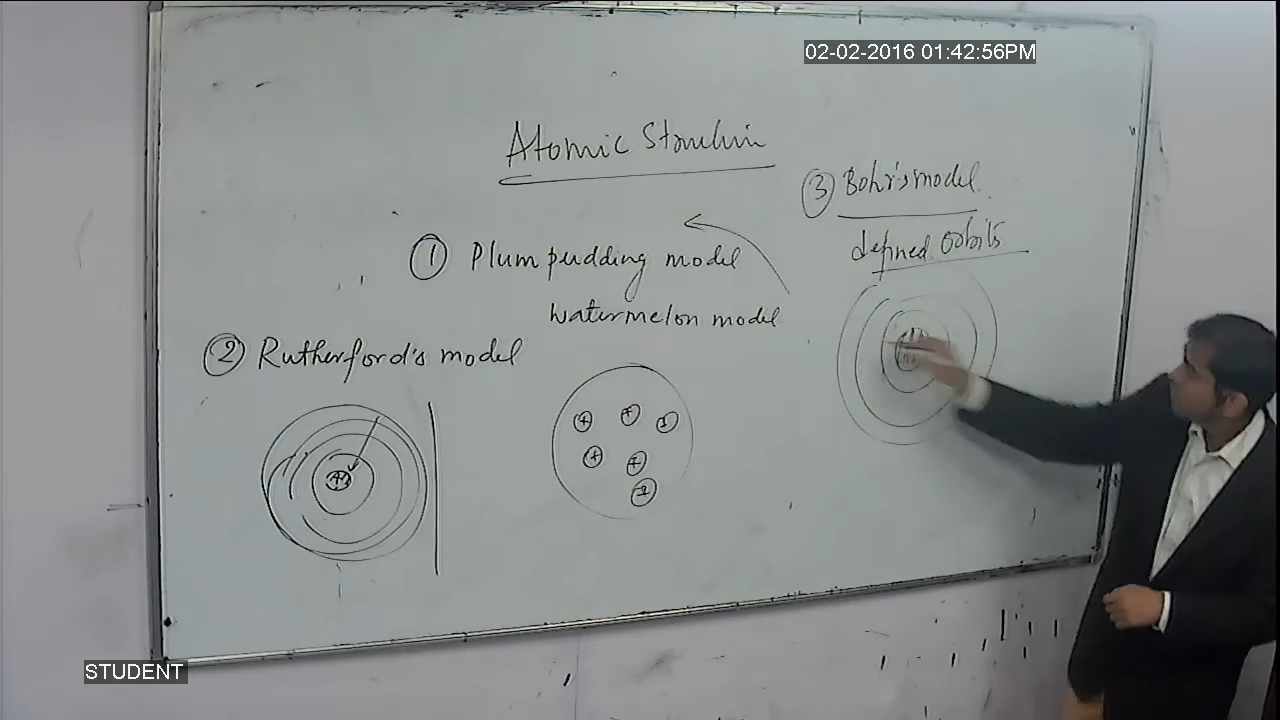 02-02-2016 01:42:56PM
Atomic Structure
① Plum pudding model
watermelon model
② Rutherford's model
③ Bohr's model
defined Orbits
+ + +
+ +
STUDENT